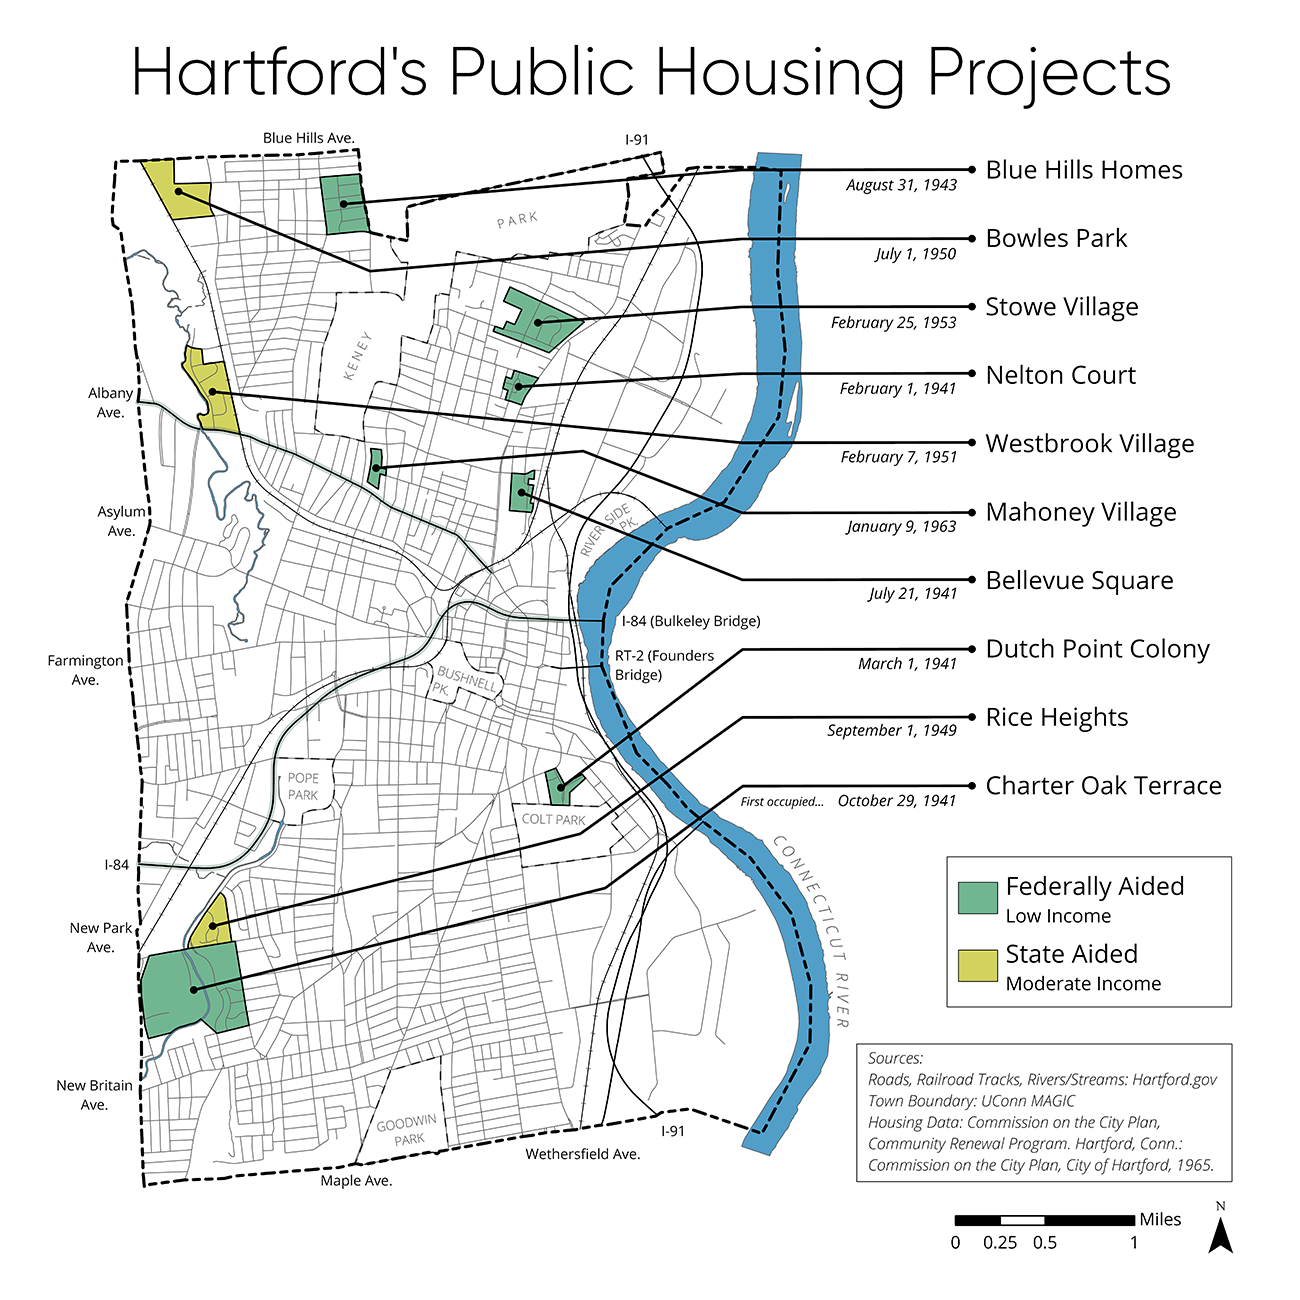 Hartford's Public Housing Projects
Blue Hills Ave.
I-91
Blue Hills Homes
August 31, 1943
PARK
Bowles Park
July 1, 1950
Stowe Village
February 25, 1953
KENEY
Nelton Court
February 1, 1941
Albany
Ave.
Westbrook Village
February 7, 1951
Asylum
Ave.
Mahoney Village
January 9, 1963
RIVERSIDE
PK.
Bellevue Square
July 21, 1941
I-84 (Bulkeley Bridge)
Farmington
Ave.
RT-2 (Founders
Bridge)
Dutch Point Colony
March 1, 1941
BUSHNELL
PK.
Rice Heights
September 1, 1949
POPE
PARK
Charter Oak Terrace
First occupied... October 29, 1941
COLT PARK
I-84
CONNECTICUT RIVER
Federally Aided
Low Income
State Aided
Moderate Income
New Park
Ave.
New Britain
Ave.
GOODWIN
PARK
I-91
Wethersfield Ave.
Maple Ave.
Sources:
Roads, Railroad Tracks, Rivers/Streams: Hartford.gov
Town Boundary: UConn MAGIC
Housing Data: Commission on the City Plan,
Community Renewal Program. Hartford, Conn.:
Commission on the City Plan, City of Hartford, 1965.
Miles
0 0.25 0.5 1
N